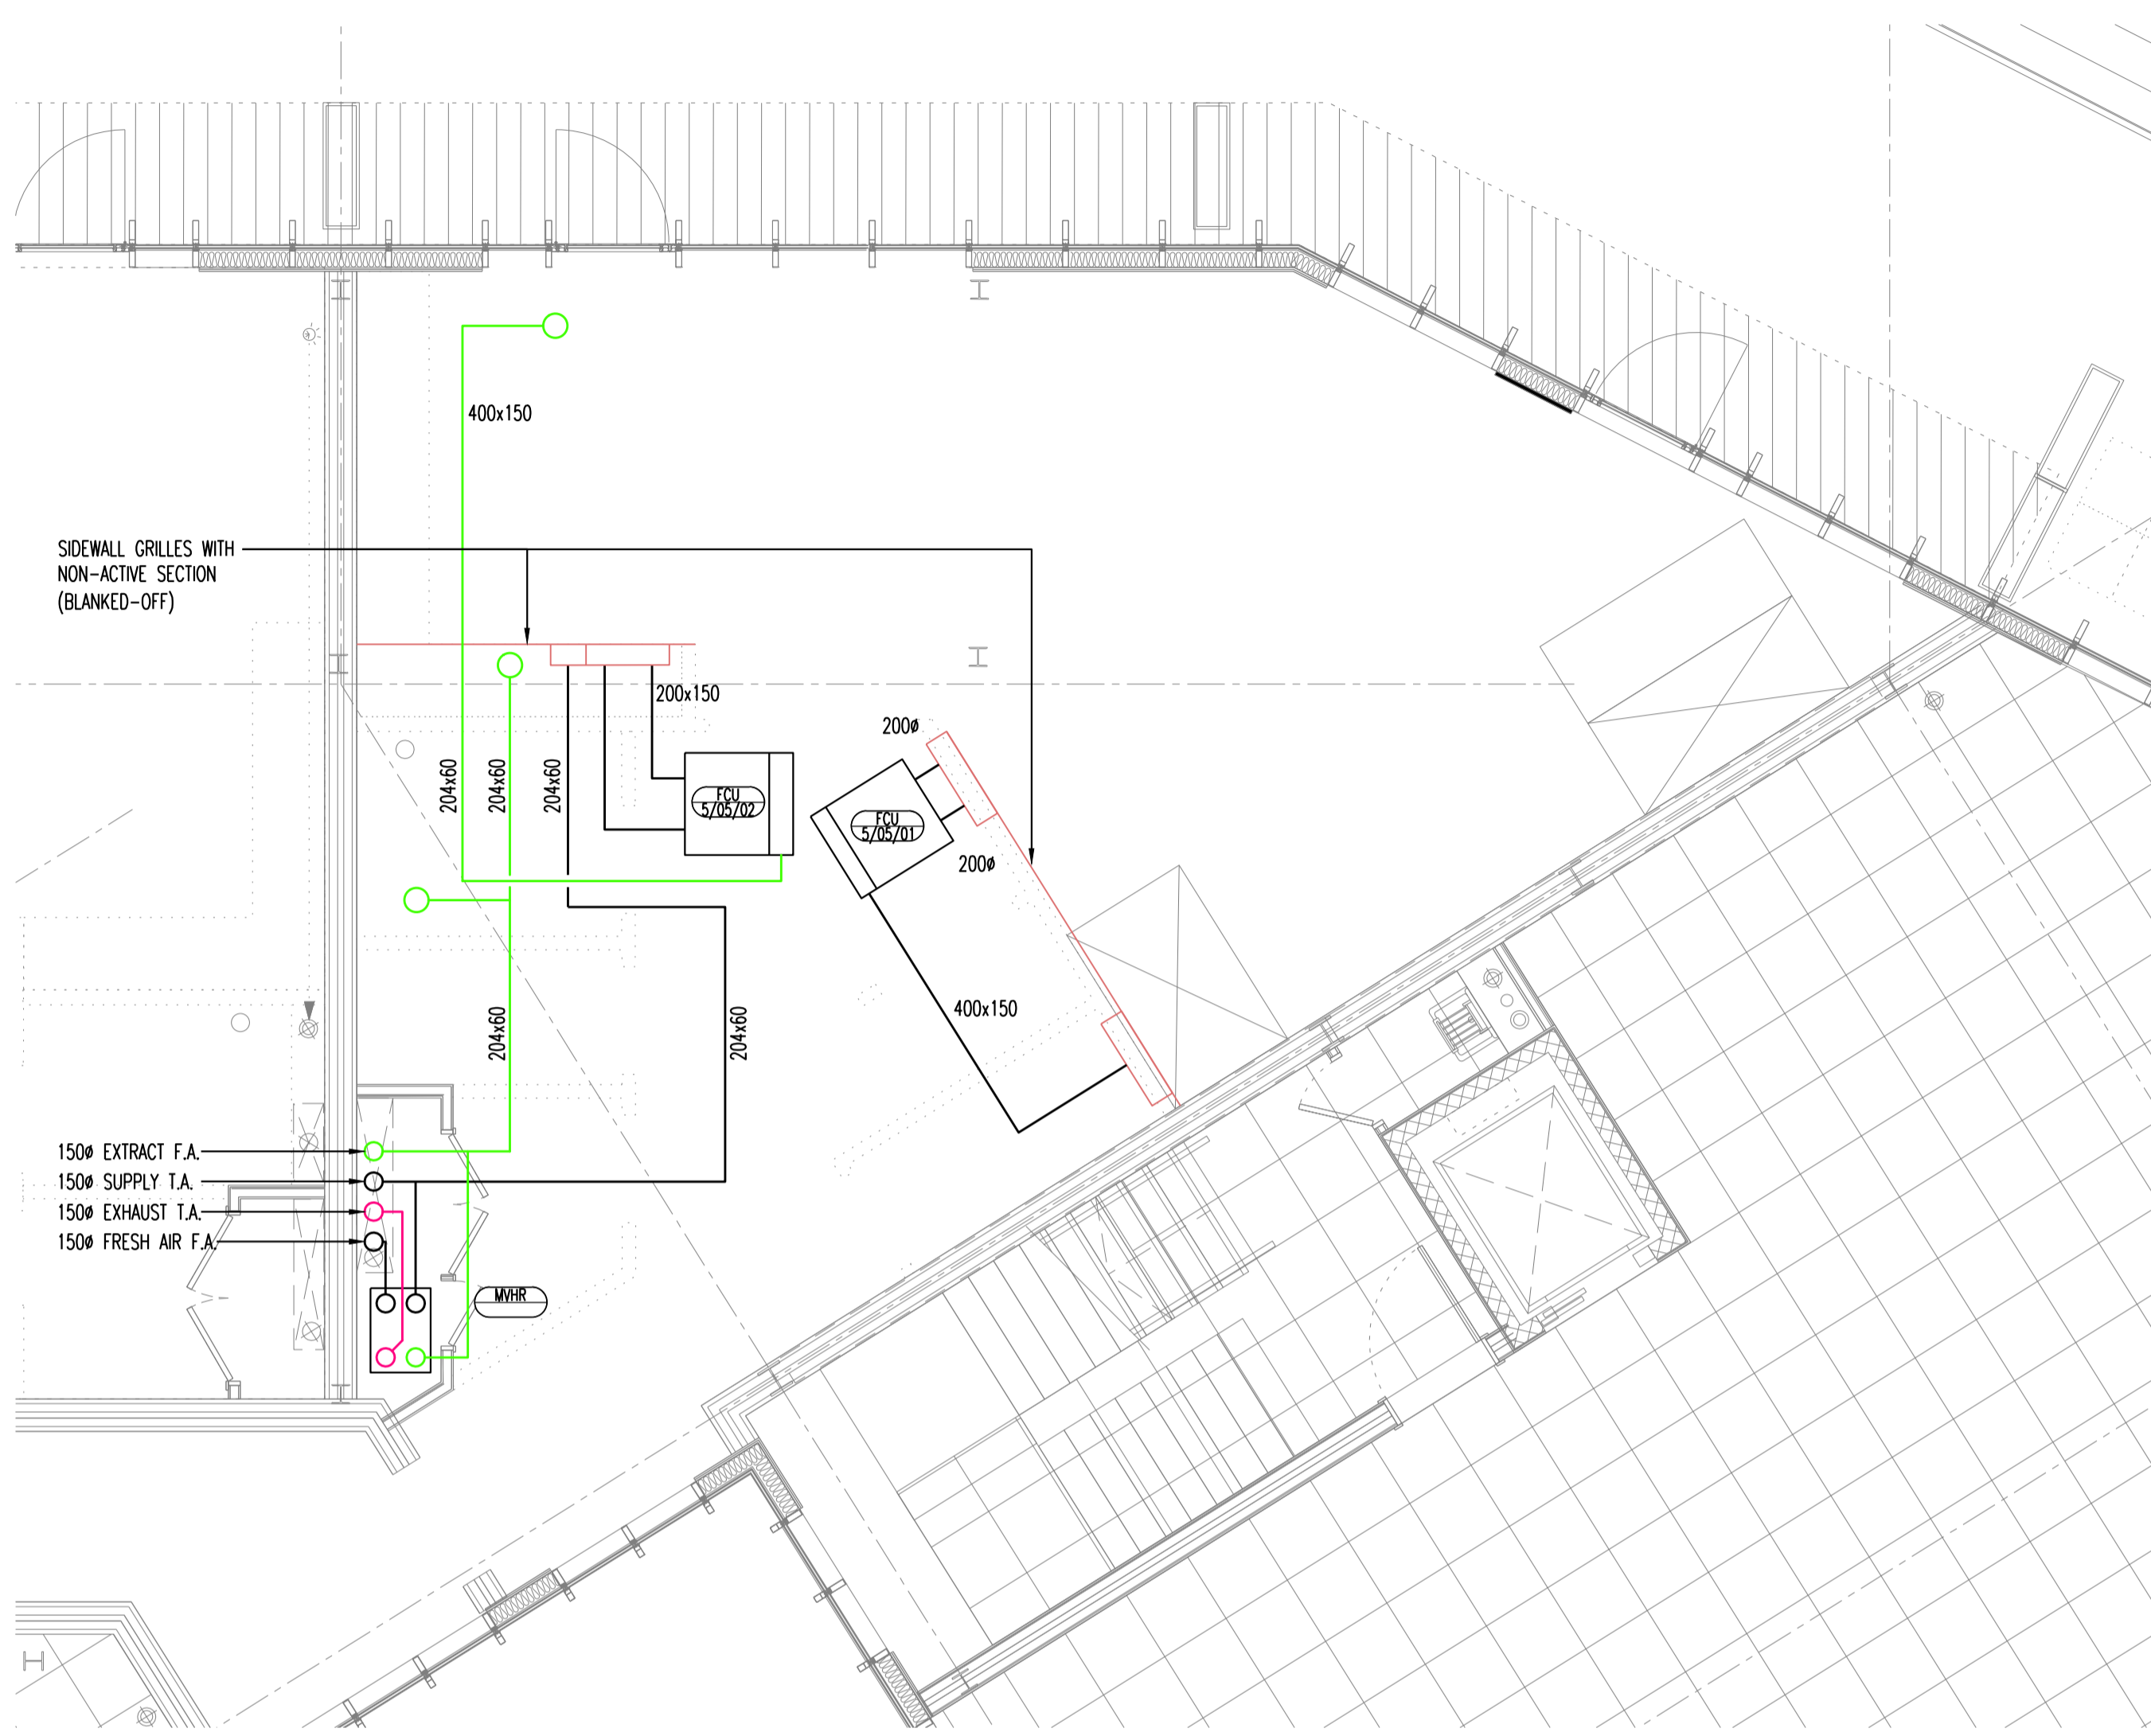 400x150
SIDEWALL GRILLES WITH
NON-ACTIVE SECTION
(BLANKED-OFF)
200x150
200ø
204x60
204x60
204x60
FCU
5/05/02
FCU
5/05/01
200ø
400x150
204x60
204x60
150ø EXTRACT F.A.
150ø SUPPLY T.A.
150ø EXHAUST T.A.
150ø FRESH AIR F.A.
MVHR